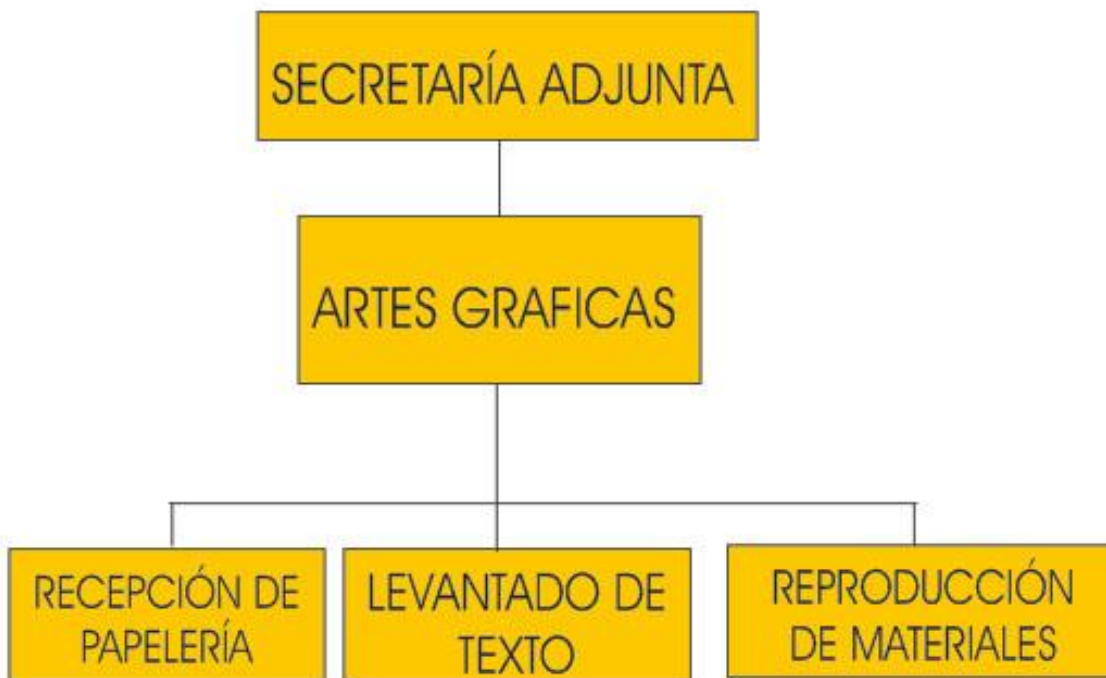 SECRETARÍA ADJUNTA
ARTES GRAFICAS
RECEPCIÓN DE
PAPELERÍA
LEVANTADO DE
TEXTO
REPRODUCCIÓN
DE MATERIALES